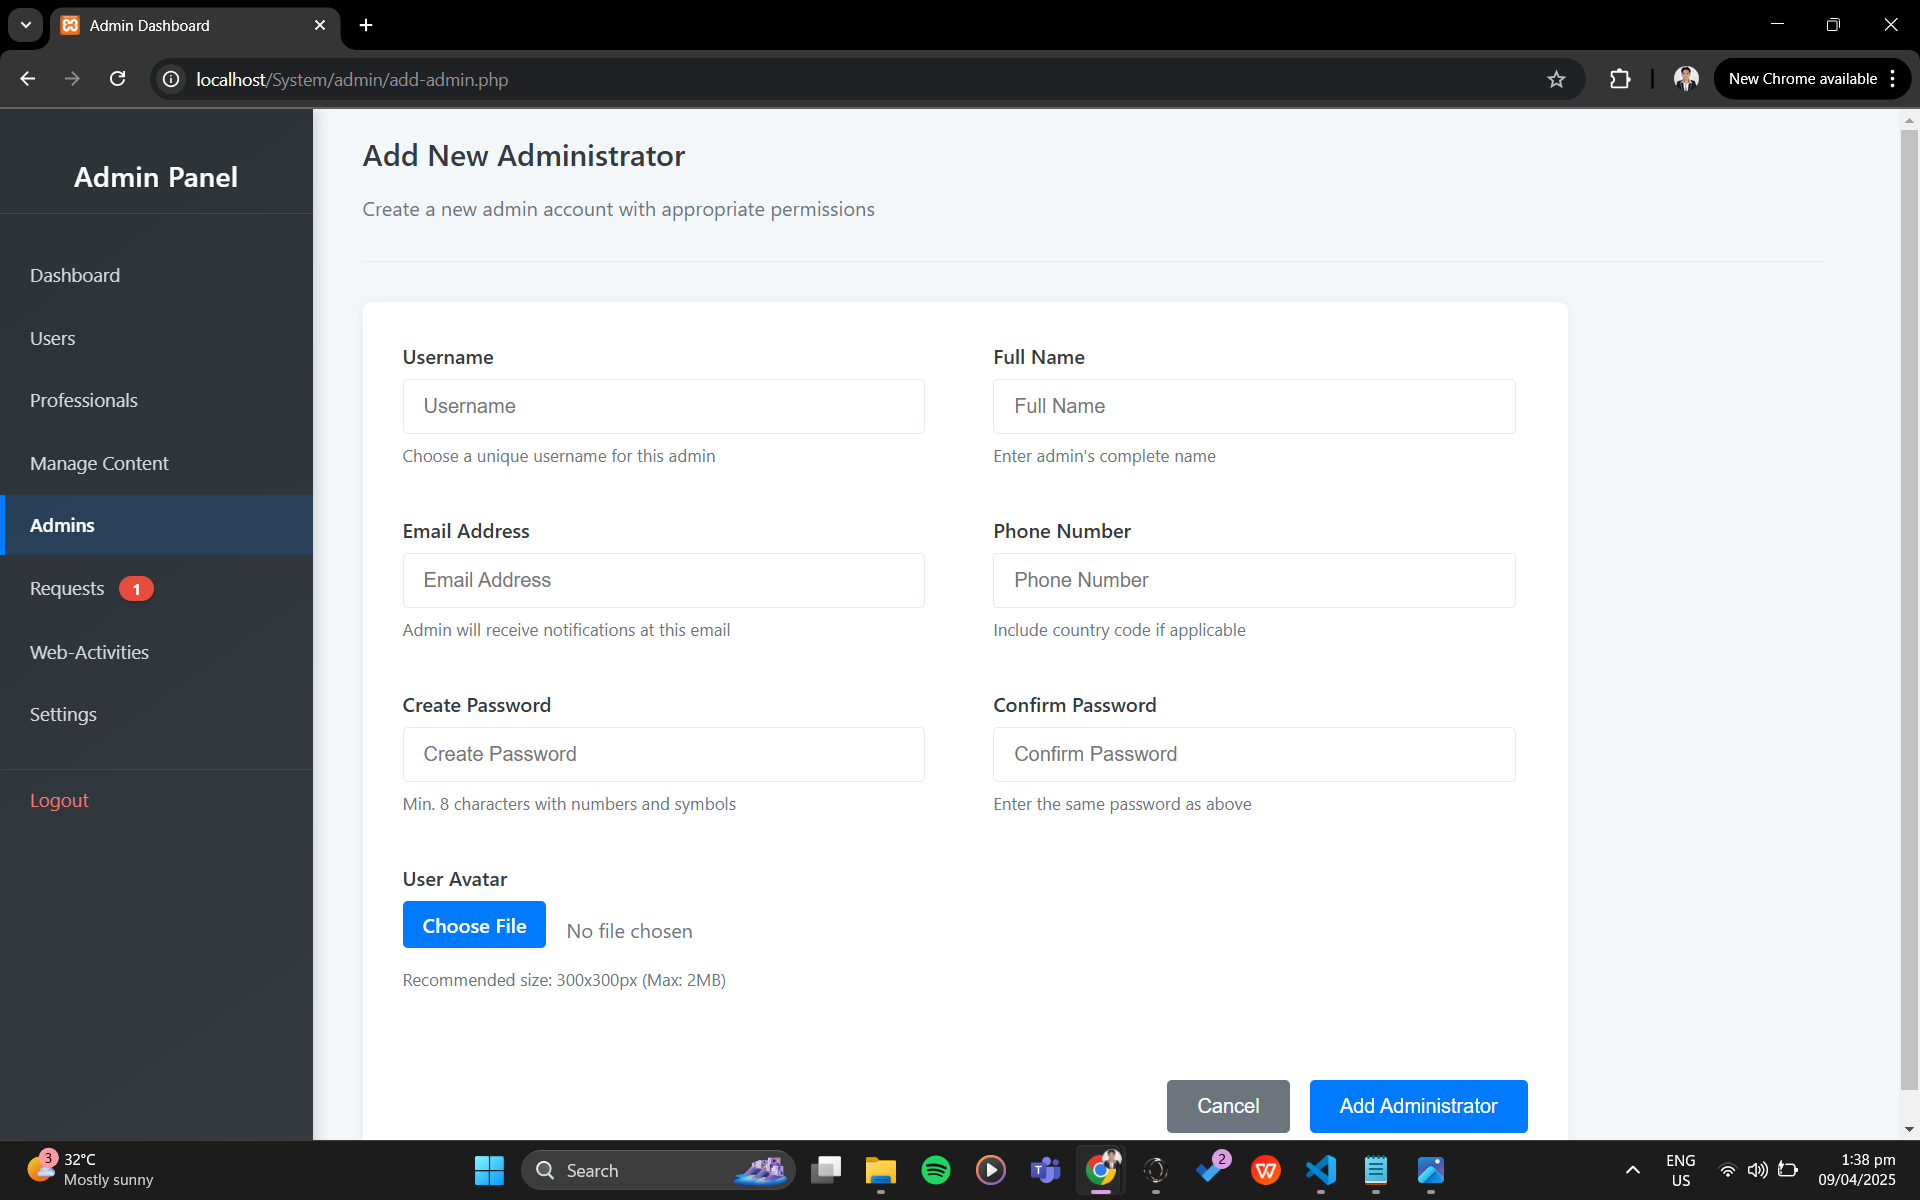 Admin Dashboard
localhost/System/admin/add-admin.php
New Chrome available
Admin Panel
Dashboard
Users
Professionals
Manage Content
Admins
Requests 1
Web-Activities
Settings
Logout
Add New Administrator
Create a new admin account with appropriate permissions
Username
Full Name
Username
Full Name
Choose a unique username for this admin
Enter admin's complete name
Email Address
Phone Number
Email Address
Phone Number
Admin will receive notifications at this email
Include country code if applicable
Create Password
Confirm Password
Create Password
Confirm Password
Min. 8 characters with numbers and symbols
Enter the same password as above
User Avatar
Choose File No file chosen
Recommended size: 300x300px (Max: 2MB)
Cancel
Add Administrator
3
32°C
Mostly sunny
Search
2
ENG
US
1:38 pm
09/04/2025